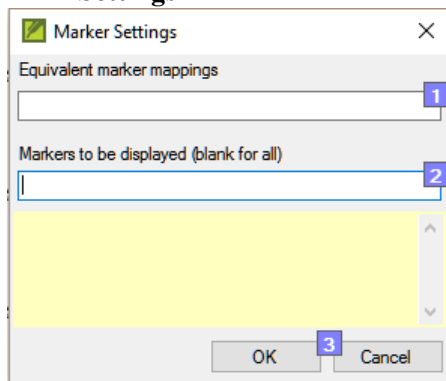 Marker Settings
Equivalent marker mappings
1
Markers to be displayed (blank for all)
2
3
OK
Cancel